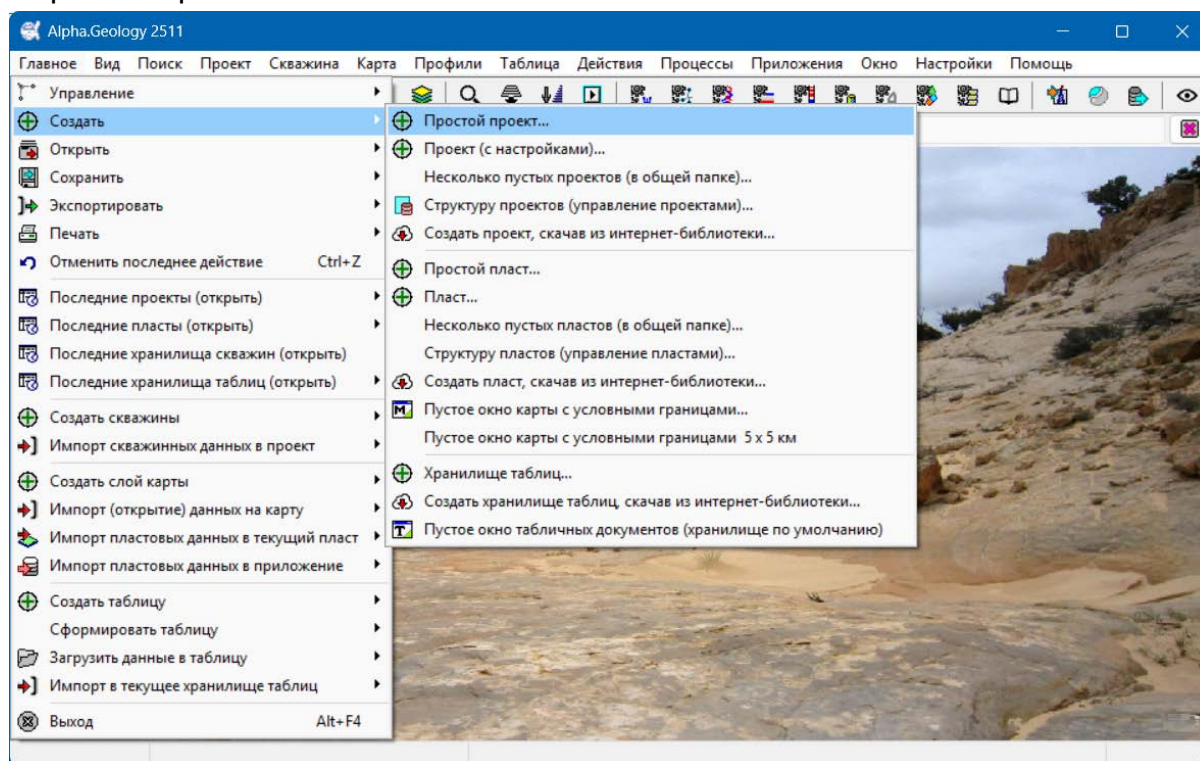 Alpha.Geology 2511
Главное Вид Поиск Проект Скважина Карта Профили Таблица Действия Процессы Приложения Окно Настройки Помощь
Управление
Создать
Открыть
Сохранить
Экспортировать
Печать
Отменить последнее действие Ctrl+Z
Последние проекты (открыть)
Последние пласты (открыть)
Последние хранилища скважин (открыть)
Последние хранилища таблиц (открыть)
Создать скважины
Импорт скважинных данных в проект
Создать слой карты
Импорт (открытие) данных на карту
Импорт пластовых данных в текущий пласт
Импорт пластовых данных в приложение
Создать таблицу
Сформировать таблицу
Загрузить данные в таблицу
Импорт в текущее хранилище таблиц
Выход Alt+F4
Простой проект...
Проект (с настройками)...
Несколько пустых проектов (в общей папке)...
Структуру проектов (управление проектами)...
Создать проект, скачав из интернет-библиотеки...
Простой пласт...
Пласт...
Несколько пустых пластов (в общей папке)...
Структуру пластов (управление пластами)...
Создать пласт, скачав из интернет-библиотеки...
Пустое окно карты с условными границами...
Пустое окно карты с условными границами 5 x 5 км
Хранилище таблиц...
Создать хранилище таблиц, скачав из интернет-библиотеки...
Пустое окно табличных документов (хранилище по умолчанию)